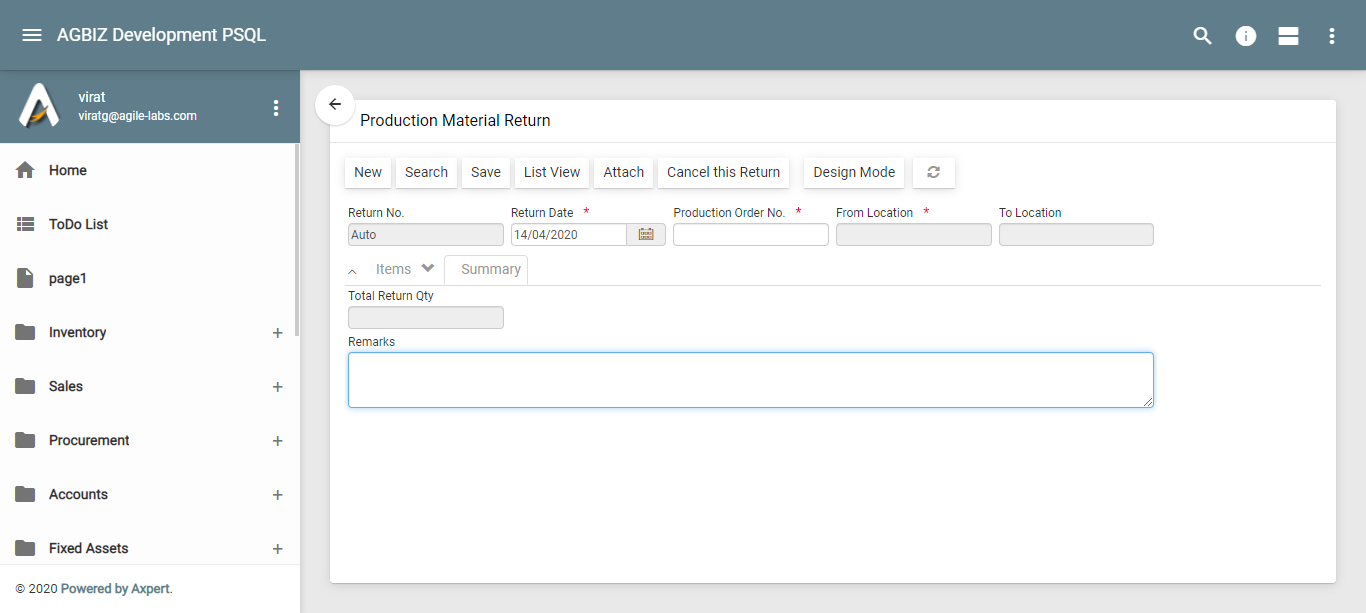 AGBIZ Development PSQL
virat
viratg@agile-labs.com
Home
ToDo List
page1
Inventory +
Sales +
Procurement +
Accounts +
Fixed Assets +
© 2020 Powered by Axpert.
Production Material Return
New Search Save List View Attach Cancel this Return Design Mode
Return No. Return Date * Production Order No. * From Location * To Location
Auto 14/04/2020
Items Summary
Total Return Qty
Remarks